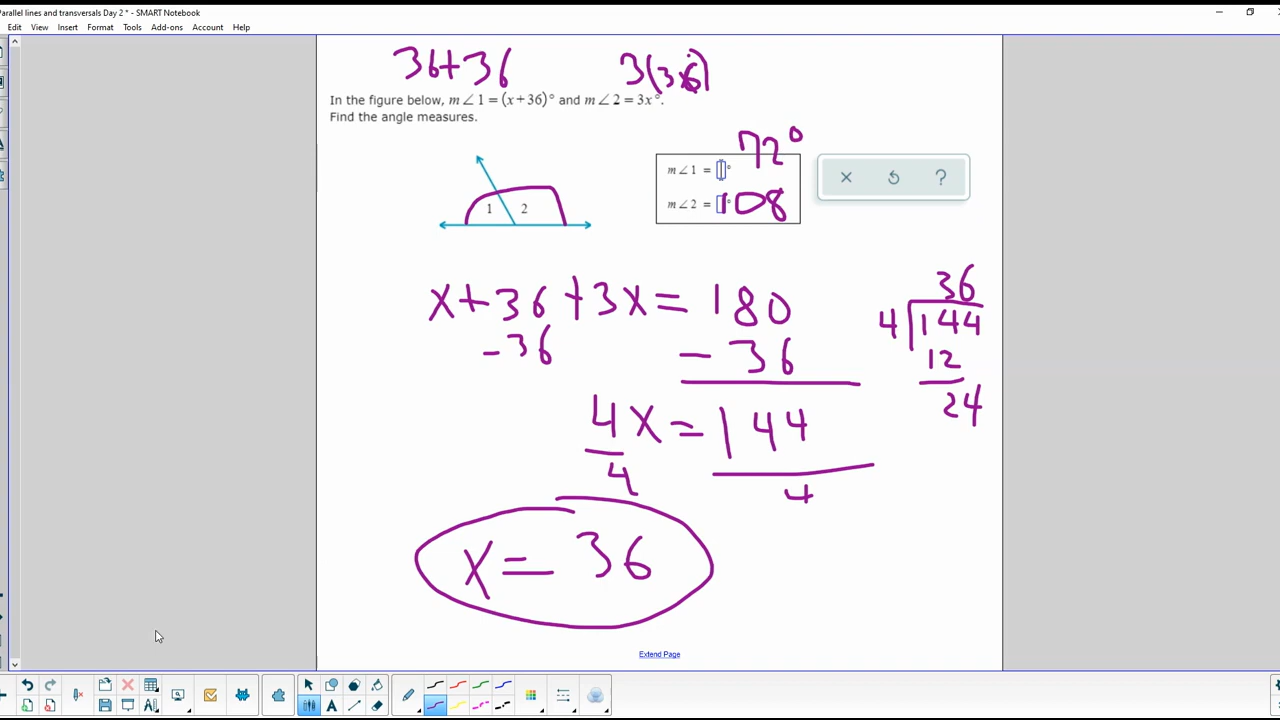 Parallel lines and transversals Day 2 * - SMART Notebook
Edit View Insert Format Tools Add-ons Account Help
36+36 3(36)
In the figure below, m∠1=(x+36)° and m∠2=3x°.
Find the angle measures.
72°
m∠1 = °
m∠2 = 108
1 2
x+36+3x=180
-36 -36
4x=144
4 4
x=36
36
4 144
12
24
Extend Page